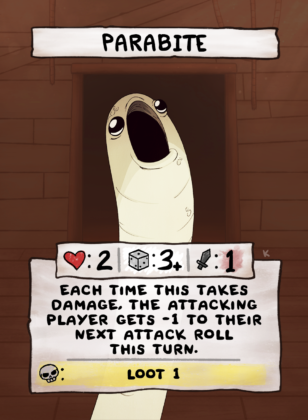 PARABITE
:2 :3+ :1
EACH TIME THIS TAKES
DAMAGE, THE ATTACKING
PLAYER GETS -1 TO THEIR
NEXT ATTACK ROLL
THIS TURN.
: LOOT 1